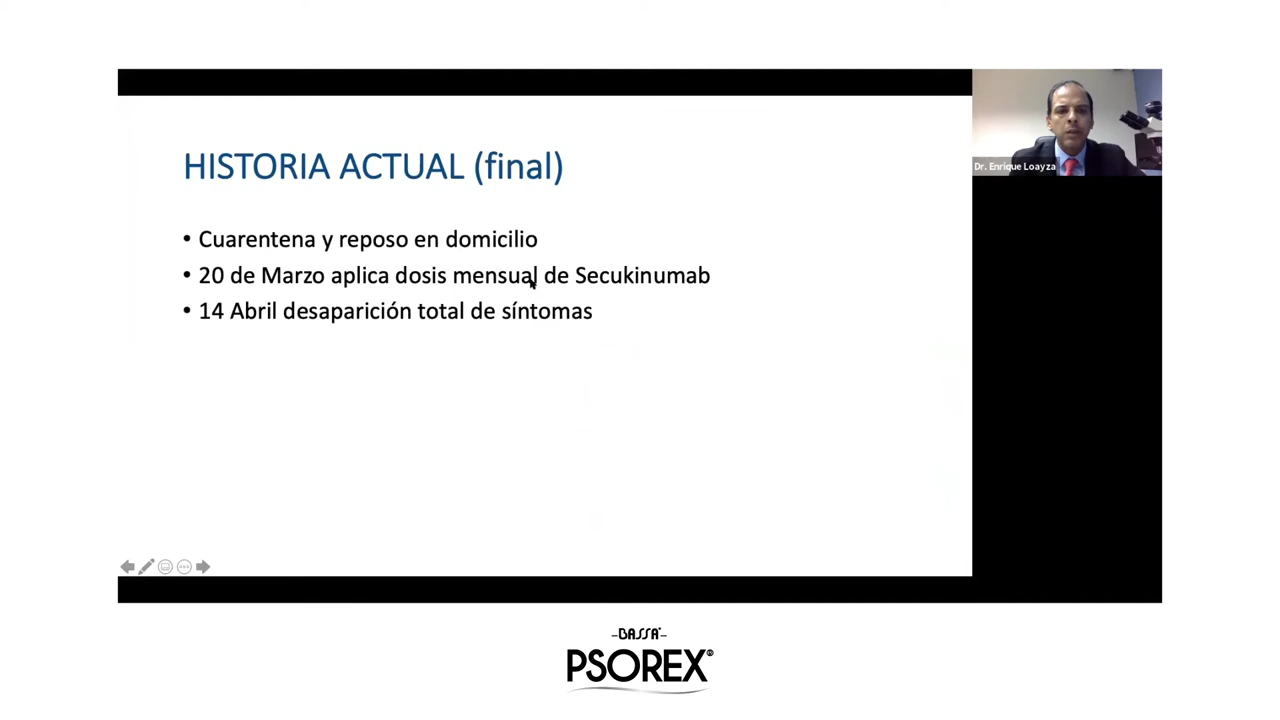 HISTORIA ACTUAL (final)
• Cuarentena y reposo en domicilio
• 20 de Marzo aplica dosis mensual de Secukinumab
• 14 Abril desaparición total de síntomas
Dr. Enrique Loayza
BASSA
PSOREX®